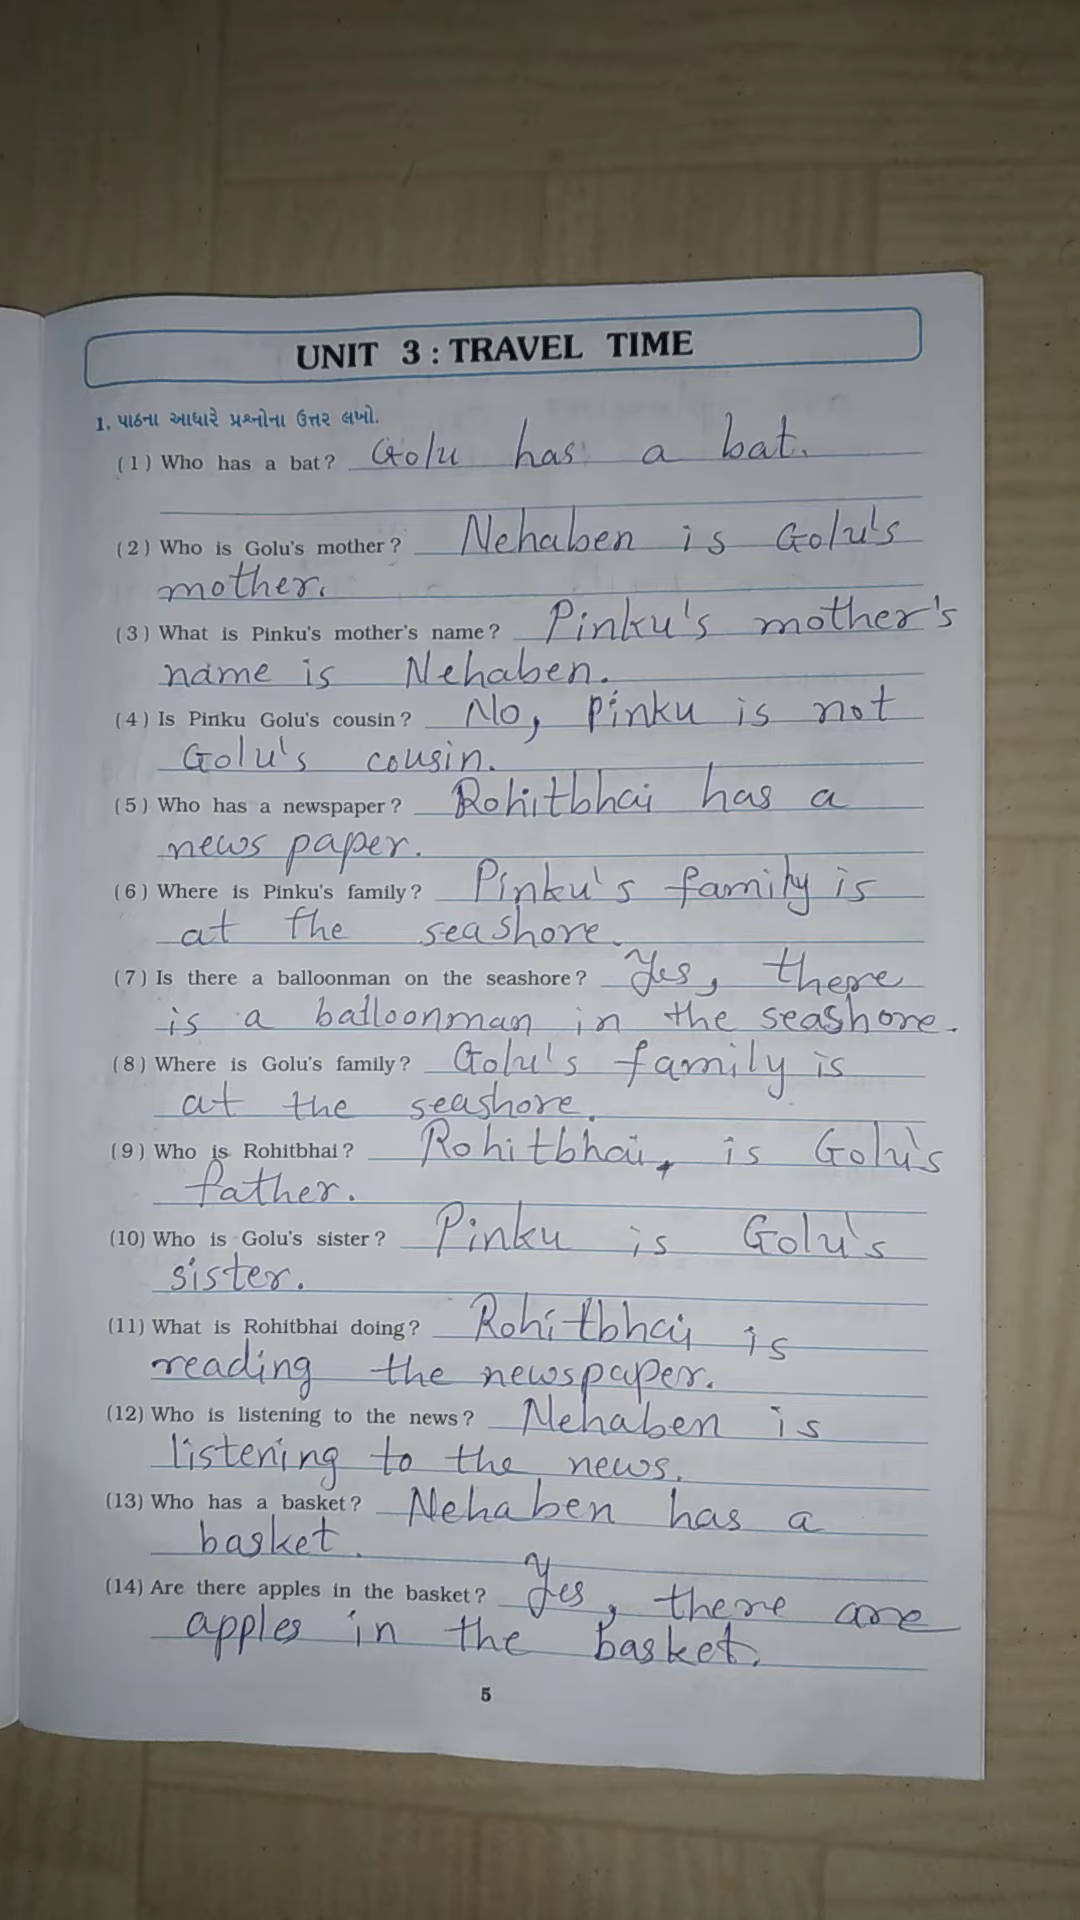 UNIT 3 : TRAVEL TIME
1. પાઠના આધારે પ્રશ્નોના ઉત્તર લખો.
(1) Who has a bat? Golu has a bat.
(2) Who is Golu's mother? Nehaben is Golu's
mother.
(3) What is Pinku's mother's name? Pinku's mother's
name is Nehaben.
(4) Is Pinku Golu's cousin? No, Pinku is not
Golu's cousin.
(5) Who has a newspaper? Rohitbhai has a
news paper.
(6) Where is Pinku's family? Pinku's family is
at the seashore.
(7) Is there a balloonman on the seashore? Yes, there
is a balloonman in the seashore.
(8) Where is Golu's family? Golu's family is
at the seashore.
(9) Who is Rohitbhai? Rohitbhai, is Golu's
father.
(10) Who is Golu's sister? Pinku is Golu's
sister.
(11) What is Rohitbhai doing? Rohitbhai is
reading the newspaper.
(12) Who is listening to the news? Nehaben is
listening to the news.
(13) Who has a basket? Nehaben has a
basket.
(14) Are there apples in the basket? Yes, there are
apples in the basket.
5